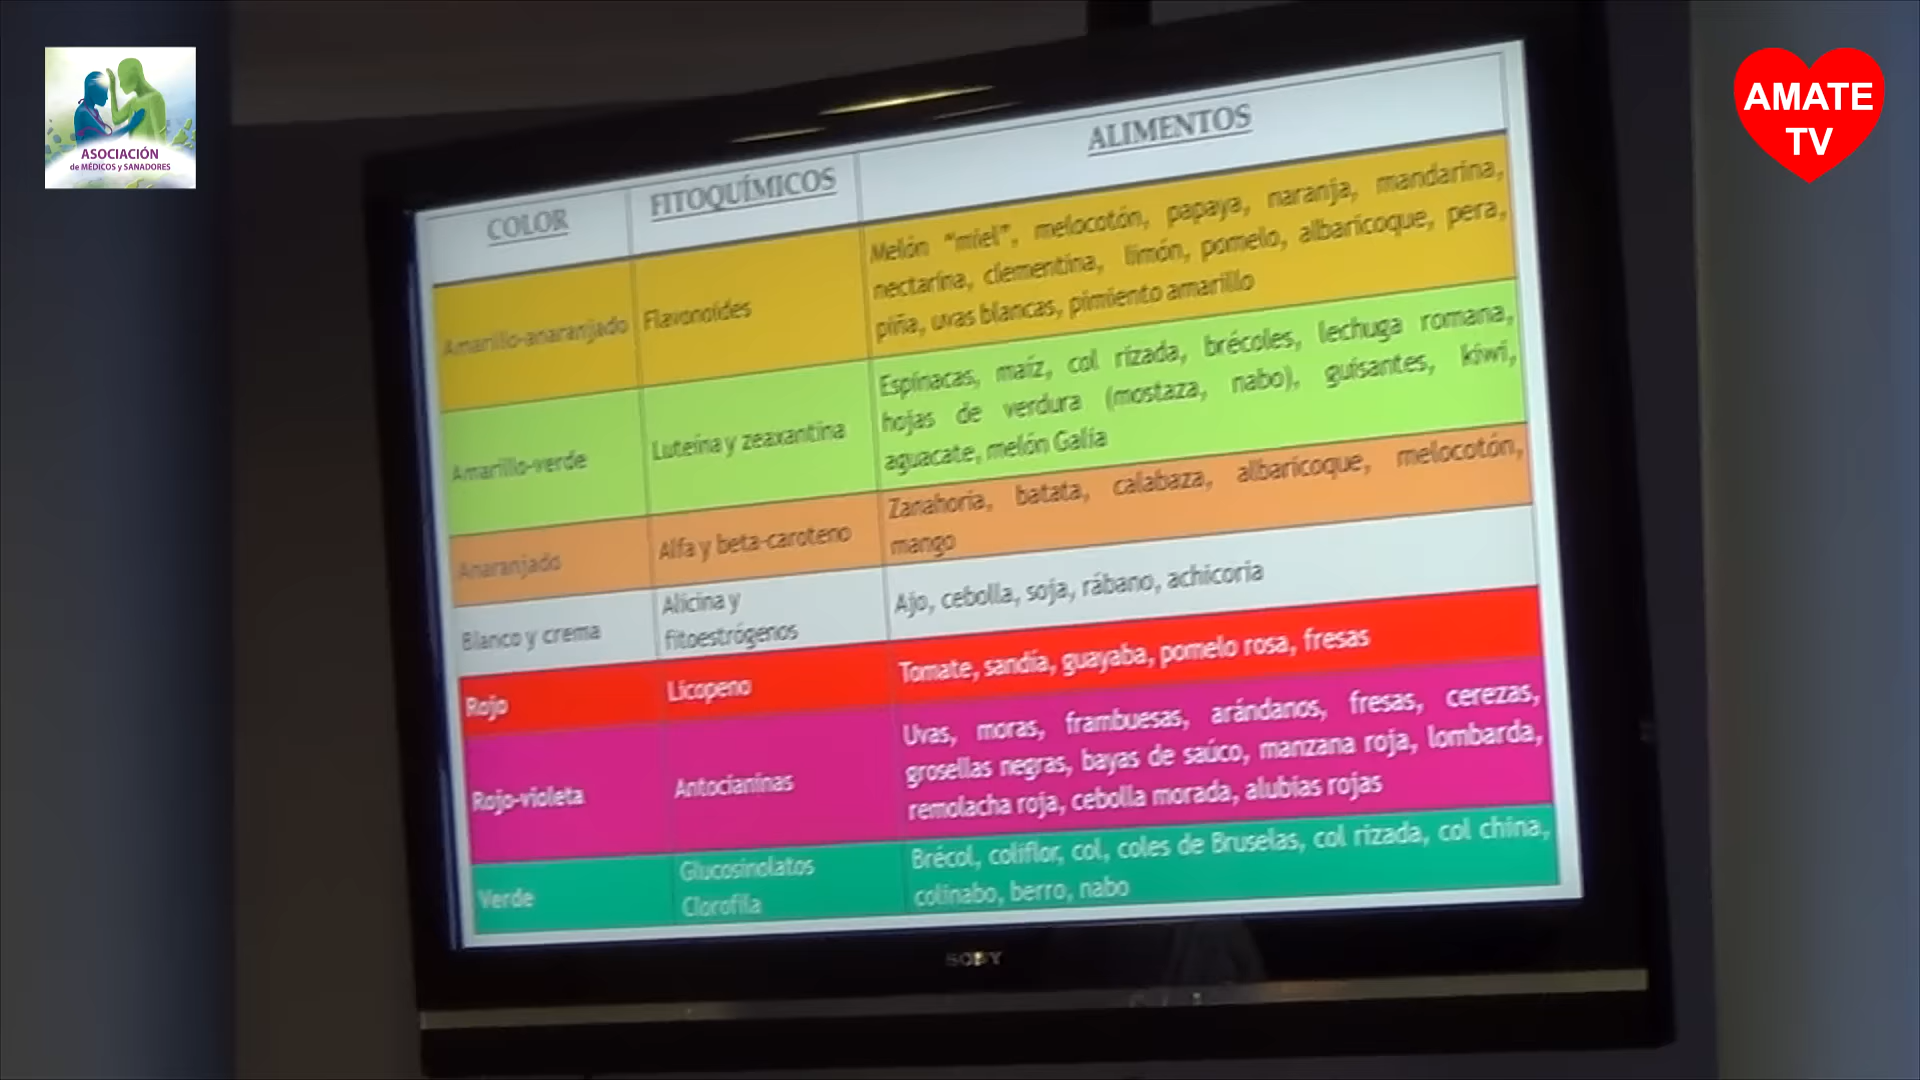 ASOCIACIÓN
de MÉDICOS y SANADORES
AMATE
TV
COLOR
FITOQUÍMICOS
ALIMENTOS
Amarillo-anaranjado
Flavonoides
Melón "miel", melocotón, papaya, naranja, mandarina,
nectarina, clementina, limón, pomelo, albaricoque, pera,
piña, uvas blancas, pimiento amarillo
Amarillo-verde
Luteína y zeaxantina
Espinacas, maíz, col rizada, brécoles, lechuga romana,
hojas de verdura (mostaza, nabo), guisantes, kiwi,
aguacate, melón Galia
Anaranjado
Alfa y beta-caroteno
Zanahoria, batata, calabaza, albaricoque, melocotón,
mango
Blanco y crema
Alicina y
fitoestrógenos
Ajo, cebolla, soja, rábano, achicoria
Rojo
Licopeno
Tomate, sandía, guayaba, pomelo rosa, fresas
Rojo-violeta
Antocianinas
Uvas, moras, frambuesas, arándanos, fresas, cerezas,
grosellas negras, bayas de saúco, manzana roja, lombarda,
remolacha roja, cebolla morada, alubias rojas
Verde
Glucosinolatos
Clorofila
Brécol, coliflor, col, coles de Bruselas, col rizada, col china,
colinabo, berro, nabo
SONY